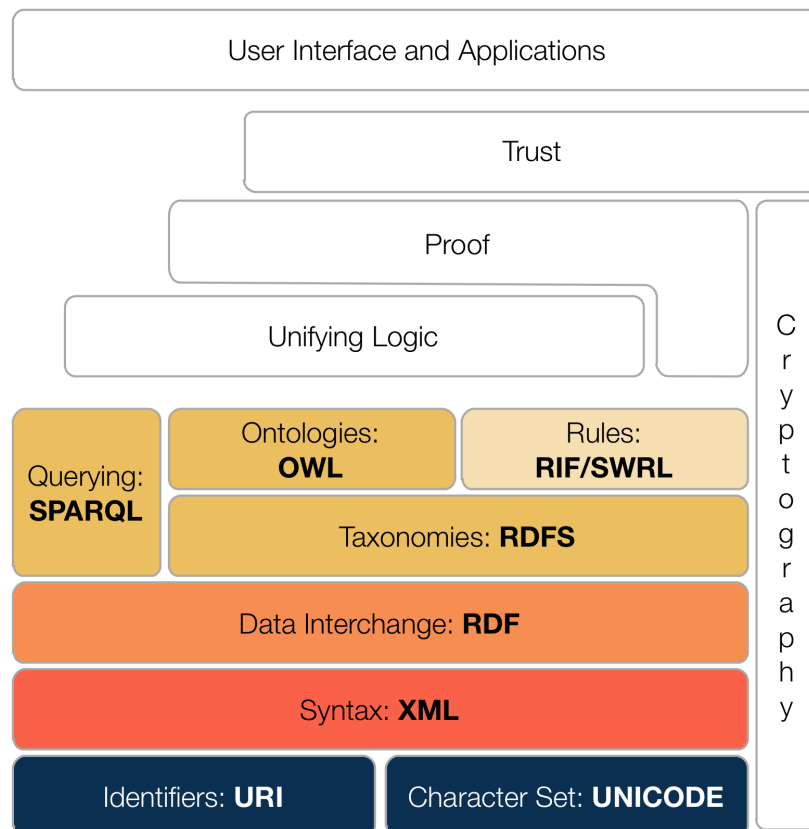 User Interface and Applications
Trust
Proof
Unifying Logic
Cryptography
Querying:
SPARQL
Ontologies:
OWL
Rules:
RIF/SWRL
Taxonomies: RDFS
Data Interchange: RDF
Syntax: XML
Identifiers: URI
Character Set: UNICODE